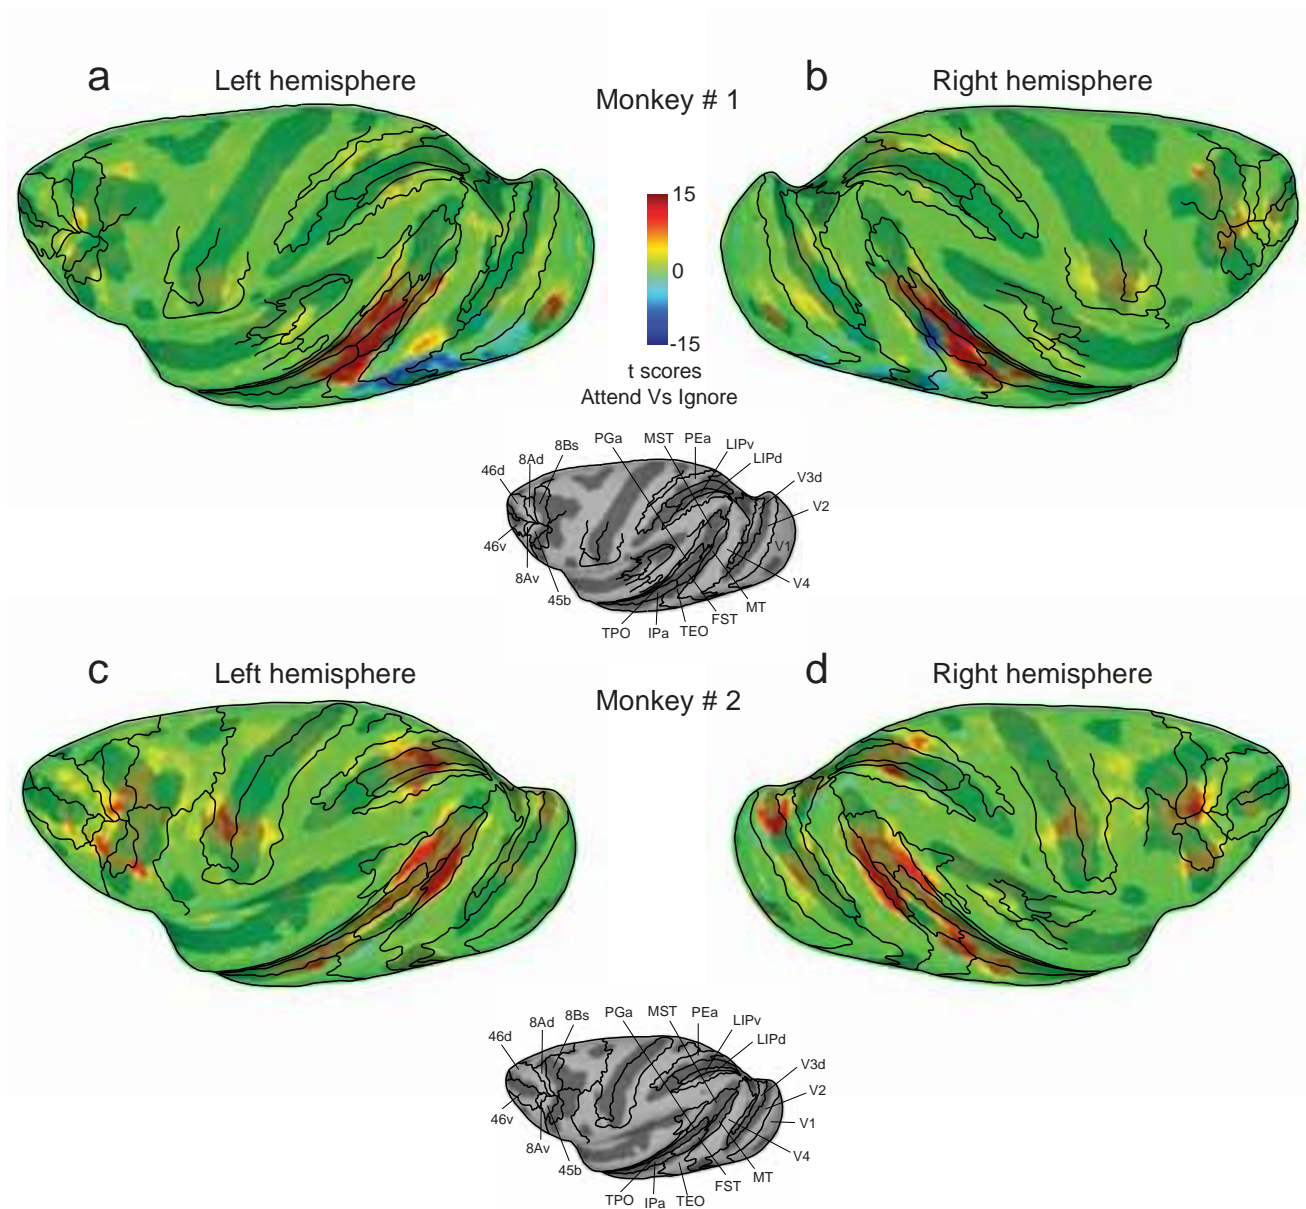 a
Left hemisphere
Monkey # 1
b
Right hemisphere
15
0
-15
t scores
Attend Vs Ignore
PGa
MST
PEa
LIPv
LIPd
V3d
V2
V1
V4
MT
FST
TEO
IPa
TPO
45b
8Av
46v
46d
8Ad
8Bs
c
Left hemisphere
Monkey # 2
d
Right hemisphere
PGa
MST
PEa
LIPv
LIPd
V3d
V2
V1
V4
MT
FST
TEO
IPa
TPO
45b
8Av
46v
46d
8Ad
8Bs